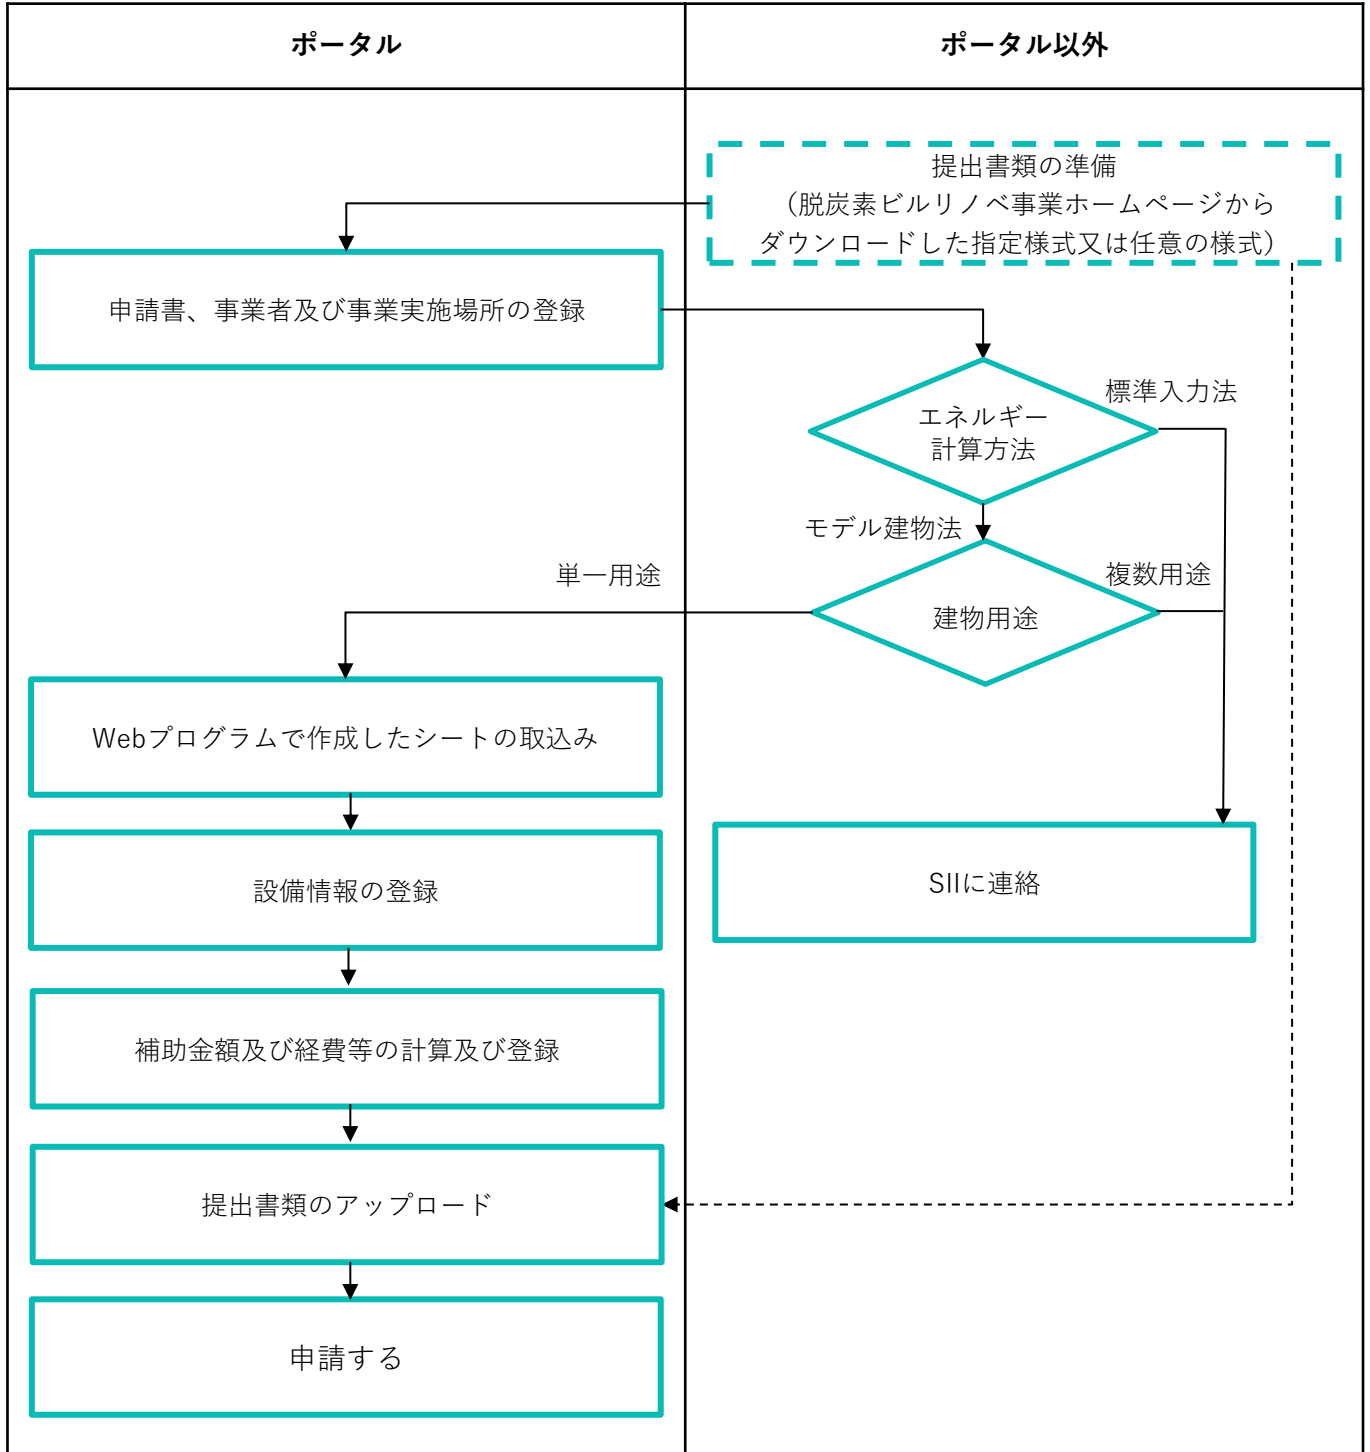 ポータル
ポータル以外
提出書類の準備
（脱炭素ビルリノベ事業ホームページから
ダウンロードした指定様式又は任意の様式）
申請書、事業者及び事業実施場所の登録
標準入力法
エネルギー
計算方法
モデル建物法
単一用途
複数用途
建物用途
Webプログラムで作成したシートの取込み
設備情報の登録
SIIに連絡
補助金額及び経費等の計算及び登録
提出書類のアップロード
申請する